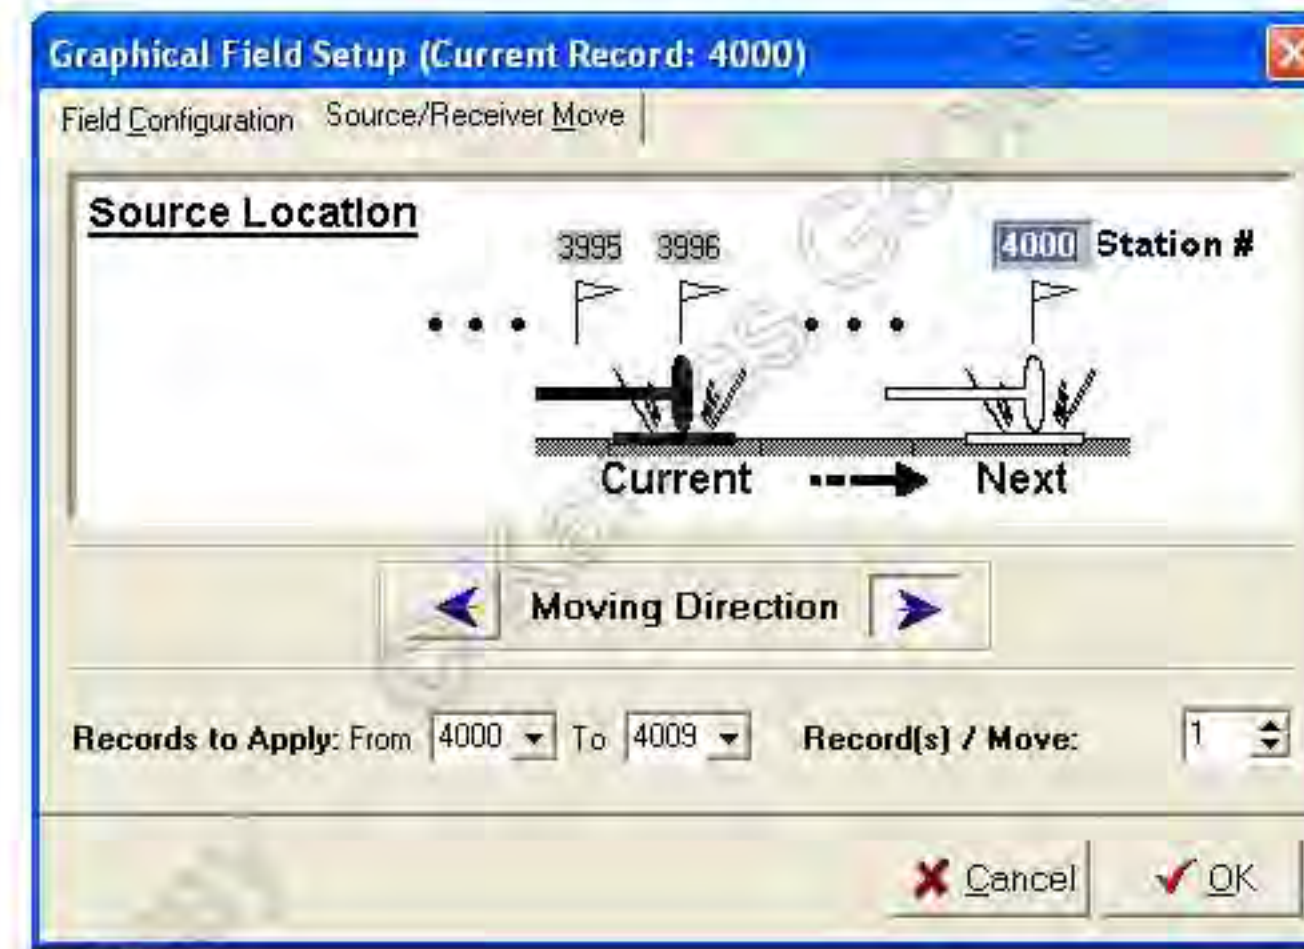 Graphical Field Setup (Current Record: 4000)
Field Configuration Source/Receiver Move
Source Location
3995 3996 4000 Station #
Current Next
Moving Direction
Records to Apply: From 4000 To 4009 Record(s) / Move: 1
Cancel OK